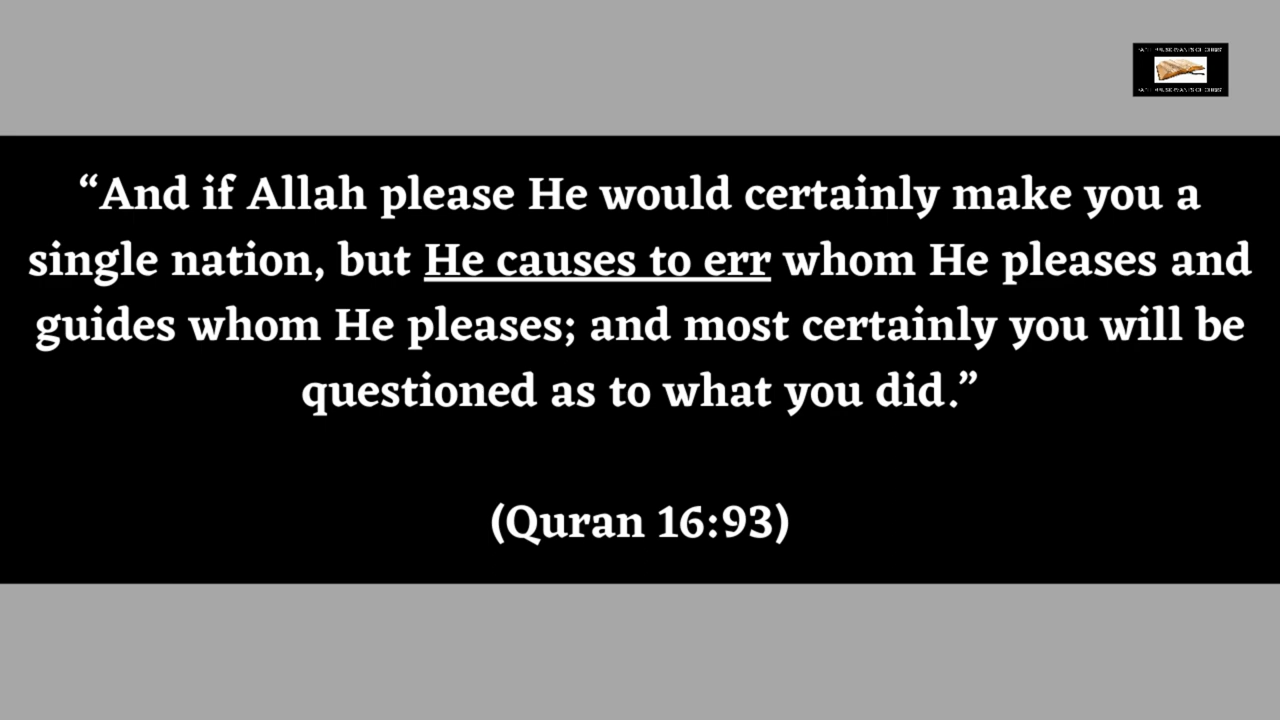 “And if Allah please He would certainly make you a
single nation, but He causes to err whom He pleases and
guides whom He pleases; and most certainly you will be
questioned as to what you did.”
(Quran 16:93)